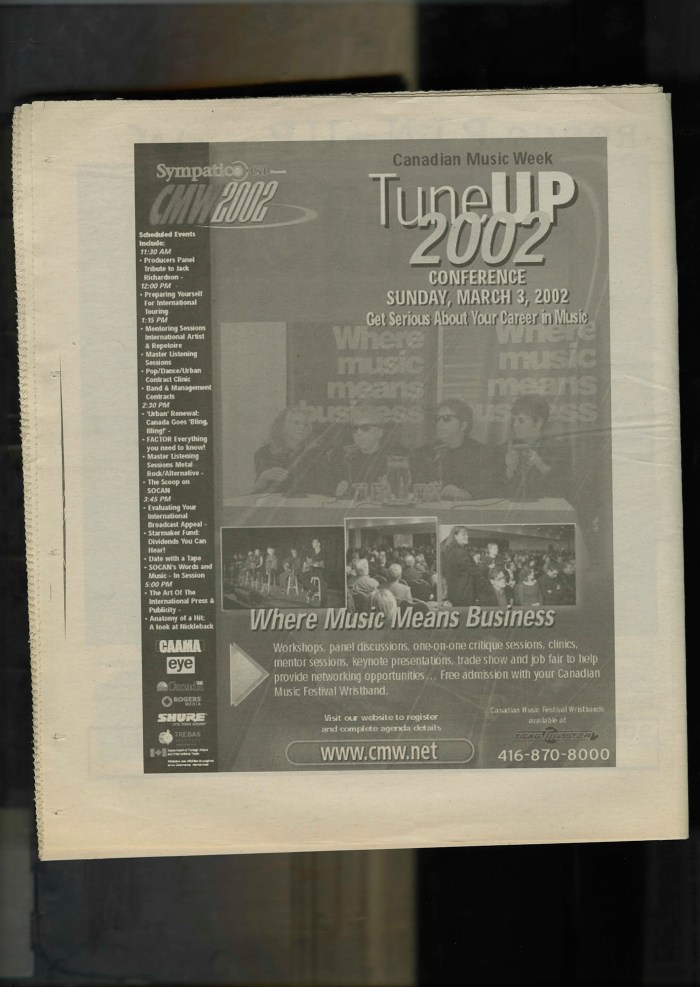 Sympatico
CMW2002
Scheduled Events
Include:
11:30 AM
• Producers Panel
Tribute to Jack
Richardson -
12:00 PM -
• Preparing Yourself
For International
Touring
1:15 PM
• Mentoring Sessions
International Artist
& Repetoire
• Master Listening
Sessions
• Pop/Dance/Urban
Contract Clinic
• Band & Management
Contracts
2:30 PM
• 'Urban' Renewal:
Canada Goes 'Bling,
Bling!' -
• FACTOR Everything
you need to know!
• Master Listening
Sessions Metal
Rock/Alternative -
• The Scoop on
SOCAN
3:45 PM
• Evaluating Your
International
Broadcast Appeal -
• Starmaker Fund:
Dividends You Can
Hear!
• Date with a Tape
• SOCAN's Words and
Music - In Session
5:00 PM
• The Art Of The
International Press &
Publicity -
• Anatomy of a Hit:
A look at Nickleback
CAAMA
eye
Canada
ROGERS
MEDIA
SHURE
TREBAS
Canadian Music Week
TuneUP
2002
CONFERENCE
SUNDAY, MARCH 3, 2002
Get Serious About Your Career in Music
Where
music
means
business
Where
music
means
Where Music Means Business
Workshops, panel discussions, one-on-one critique sessions, clinics,
mentor sessions, keynote presentations, trade show and job fair to help
provide networking opportunities... Free admission with your Canadian
Music Festival Wristband.
Visit our website to register
and complete agenda details
www.cmw.net
Canadian Music Festival Wristbands
available at
ticketmaster
416-870-8000